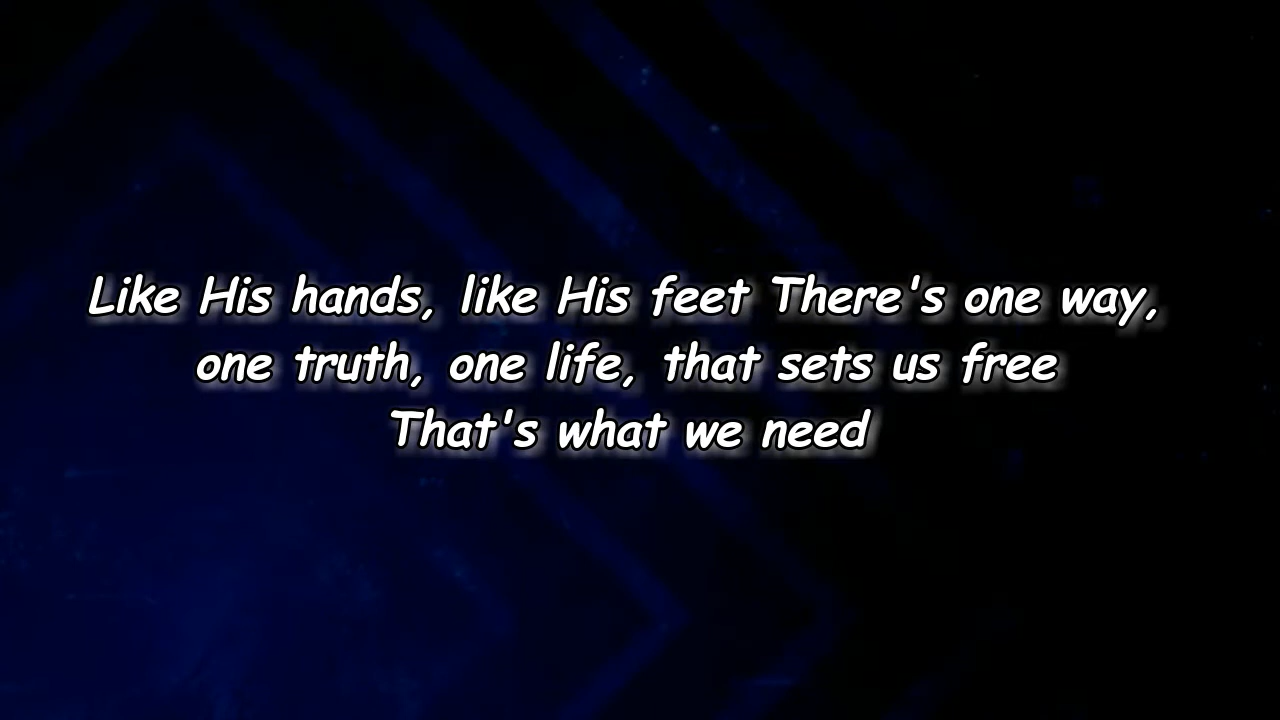 Like His hands, like His feet There's one way,
one truth, one life, that sets us free
That's what we need